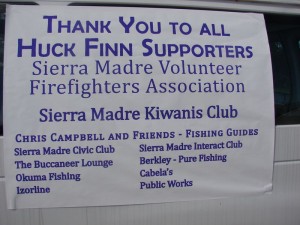 THANK YOU TO ALL
HUCK FINN SUPPORTERS
Sierra Madre Volunteer
Firefighters Association
Sierra Madre Kiwanis Club
CHRIS CAMPBELL AND FRIENDS - FISHING GUIDES
Sierra Madre Civic Club
The Buccaneer Lounge
Okuma Fishing
Izorline
Sierra Madre Interact Club
Berkley - Pure Fishing
Cabela's
Public Works